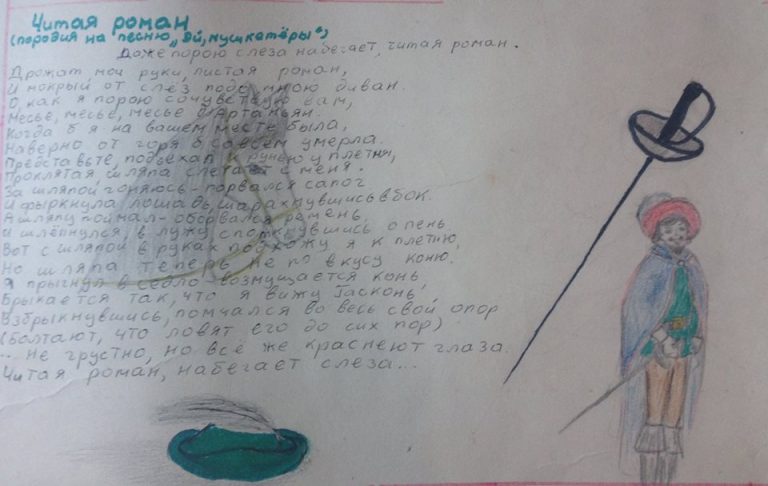 Читая роман
(пародия на песню „Эй, мушкетёры")
Даже порою слеза набегает, читая роман.
Дрожат мои руки, листая роман,
И мокрый от слёз подо мною диван.
О, как я порою сочувствую вам,
Месье, месье, месье д'Артаньян.
Когда б я на вашем месте была,
Наверно от горя б совсем умерла.
Представьте, подъехал к ручью у плетня,
Проклятая шляпа слетает с меня.
За шляпой гоняюсь - порвался сапог
И фыркнула лошадь, шарахнувшись вбок.
А шляпу поймал - оборвался ремень
И шлёпнулся в лужу, споткнувшись о пень.
Вот с шляпой в руках подхожу я к плетню,
Но шляпа теперь не по вкусу коню.
Я прыгнул в седло - возмущается конь
Брыкается так, что я вижу Гасконь,
Взбрыкнувшись, помчался во весь свой опор
(Болтают, что ловят его до сих пор)
... Не грустно, но всё же краснеют глаза.
Читая роман, набегает слеза...